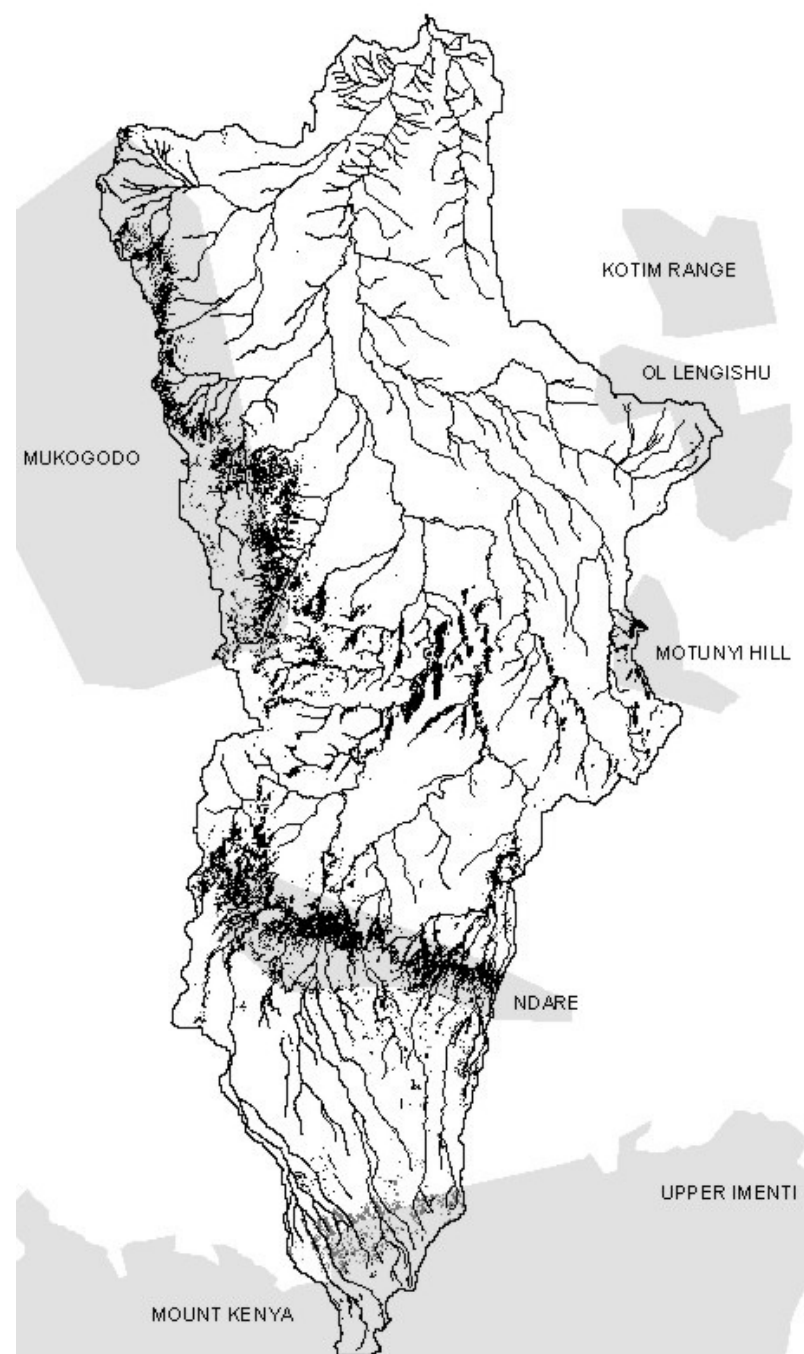 KOTIM RANGE
OL LENGISHU
MUKOGODO
MOTUNYI HILL
NDARE
UPPER IMENTI
MOUNT KENYA